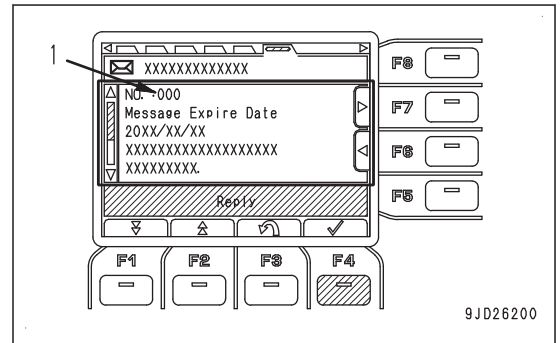 1
XXXXXXXXXXXXX
NO. :000
Message Expire Date
20XX/XX/XX
XXXXXXXXXXXXXXXXXXX
XXXXXXXXX.
Reply
F8
F7
F6
F5
F1 F2 F3 F4
9JD26200